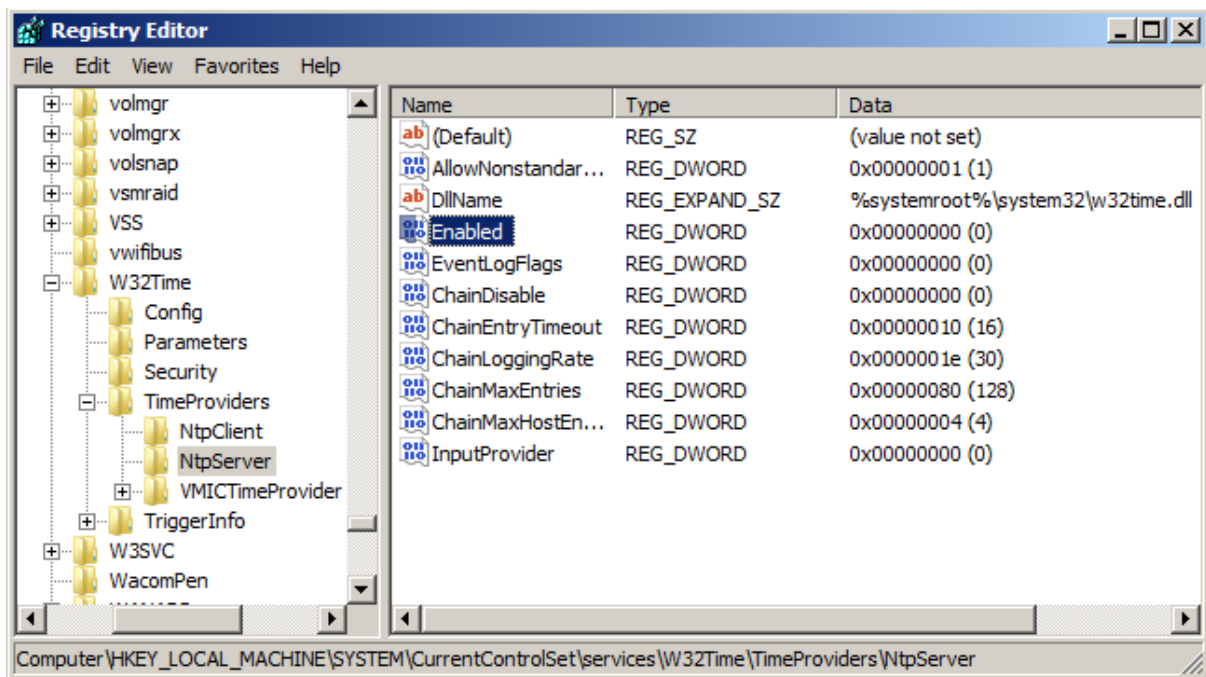 Registry Editor
File Edit View Favorites Help
volmgr
volmgrx
volsnap
vsmraid
VSS
vwifibus
W32Time
Config
Parameters
Security
TimeProviders
NtpClient
NtpServer
VMICTimeProvider
TriggerInfo
W3SVC
WacomPen
Name Type Data
(Default) REG_SZ (value not set)
AllowNonstandar... REG_DWORD 0x00000001 (1)
DllName REG_EXPAND_SZ %systemroot%\system32\w32time.dll
Enabled REG_DWORD 0x00000000 (0)
EventLogFlags REG_DWORD 0x00000000 (0)
ChainDisable REG_DWORD 0x00000000 (0)
ChainEntryTimeout REG_DWORD 0x00000010 (16)
ChainLoggingRate REG_DWORD 0x0000001e (30)
ChainMaxEntries REG_DWORD 0x00000080 (128)
ChainMaxHostEn... REG_DWORD 0x00000004 (4)
InputProvider REG_DWORD 0x00000000 (0)
Computer\HKEY_LOCAL_MACHINE\SYSTEM\CurrentControlSet\services\W32Time\TimeProviders\NtpServer